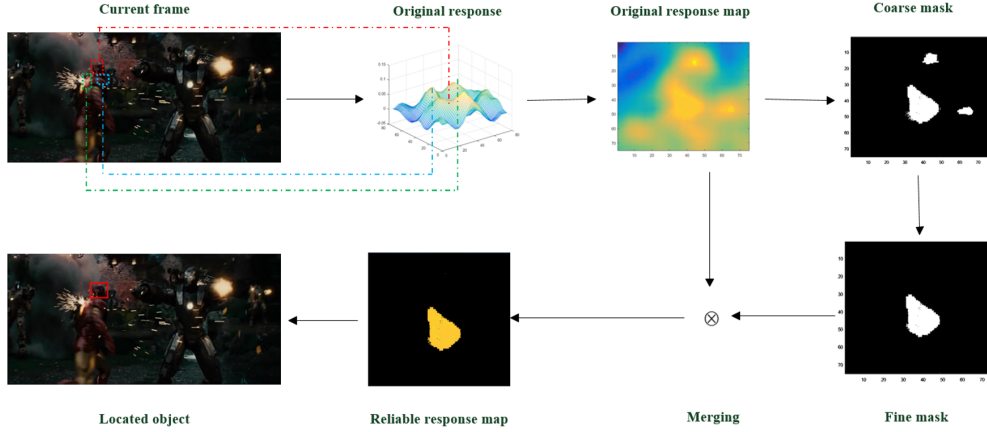 Current frame
Original response
Original response map
Coarse mask
Located object
Reliable response map
Merging
Fine mask